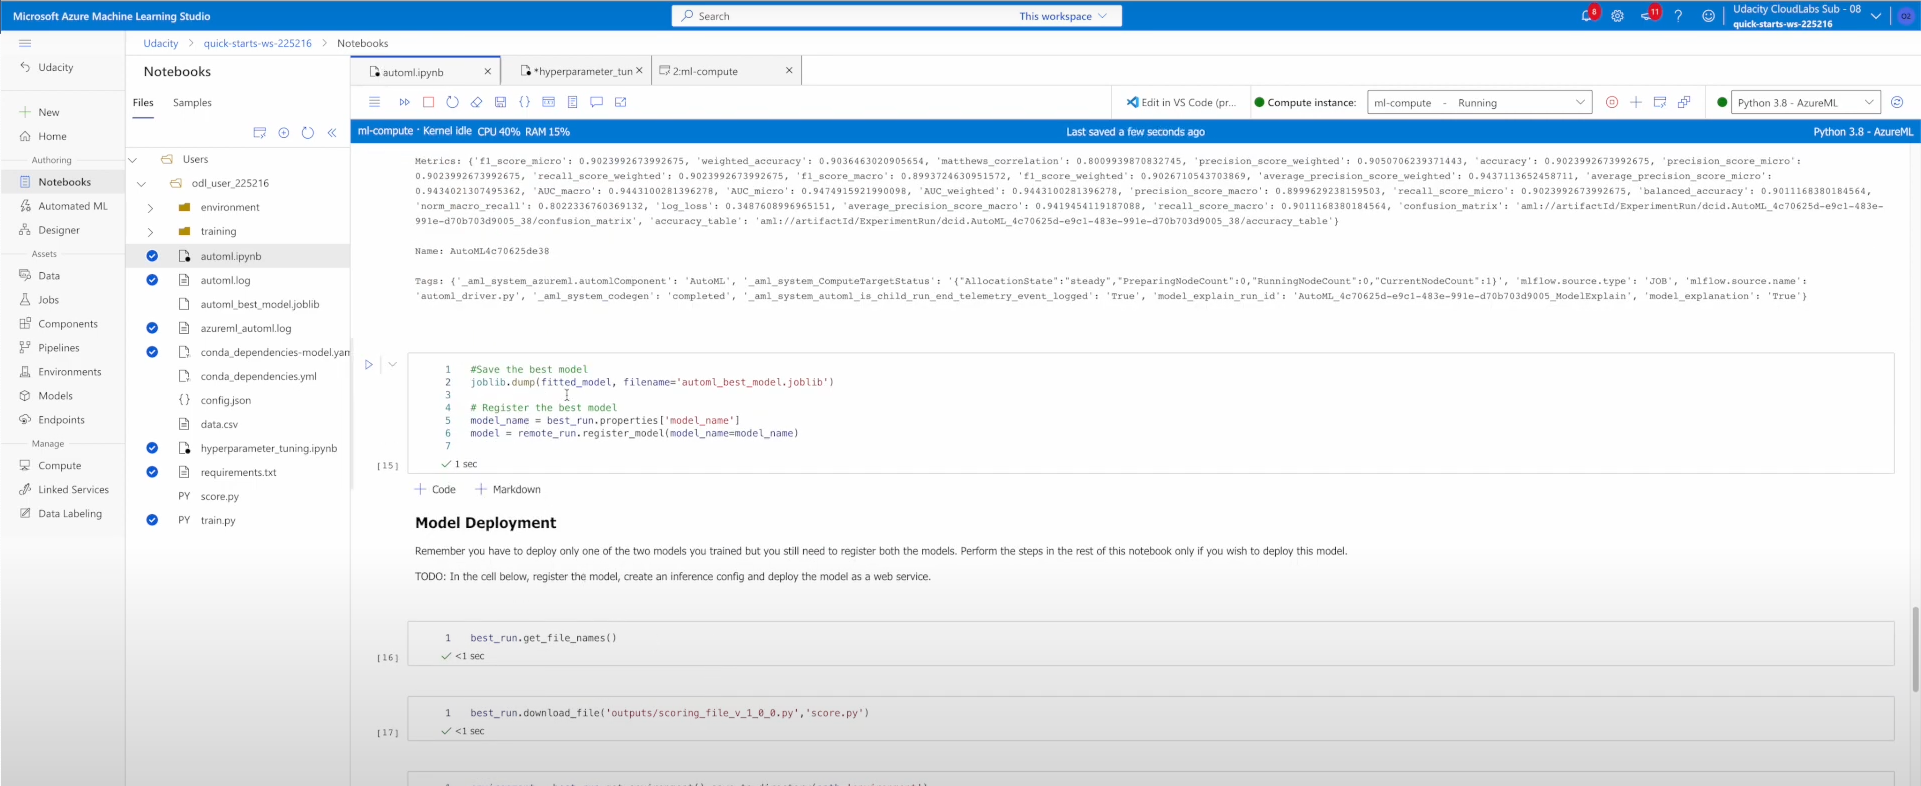 Microsoft Azure Machine Learning Studio
Search
This workspace
8
11
?
Udacity CloudLabs Sub - 08
quick-starts-ws-225216
Udacity
New
Home
Authoring
Notebooks
Automated ML
Designer
Assets
Data
Jobs
Components
Pipelines
Environments
Models
Endpoints
Manage
Compute
Linked Services
Data Labeling
Udacity > quick-starts-ws-225216 > Notebooks
Notebooks
Files Samples
Users
odl_user_225216
environment
training
automl.ipynb
automl.log
automl_best_model.joblib
azureml_automl.log
conda_dependencies-model.yam
conda_dependencies.yml
config.json
data.csv
hyperparameter_tuning.ipynb
requirements.txt
PY score.py
PY train.py
automl.ipynb
*hyperparameter_tun
2:ml-compute
Edit in VS Code (pr...
Compute instance:
ml-compute - Running
Python 3.8 - AzureML
ml-compute · Kernel idle CPU 40% RAM 15%
Last saved a few seconds ago
Python 3.8 - AzureML
Metrics: {'f1_score_micro': 0.9023992673992675, 'weighted_accuracy': 0.9036463020905654, 'matthews_correlation': 0.8009939870832745, 'precision_score_weighted': 0.9050706239371443, 'accuracy': 0.9023992673992675, 'precision_score_micro':
0.9023992673992675, 'recall_score_weighted': 0.9023992673992675, 'f1_score_macro': 0.8993724630951572, 'f1_score_weighted': 0.9026710543703869, 'average_precision_score_weighted': 0.9437113652458711, 'average_precision_score_micro':
0.9434021307495362, 'AUC_macro': 0.9443100281396278, 'AUC_micro': 0.9474915921990098, 'AUC_weighted': 0.9443100281396278, 'precision_score_macro': 0.8999629238159503, 'recall_score_micro': 0.9023992673992675, 'balanced_accuracy': 0.9011168380184564,
'norm_macro_recall': 0.8022336760369132, 'log_loss': 0.3487608996965151, 'average_precision_score_macro': 0.9419454119187088, 'recall_score_macro': 0.9011168380184564, 'confusion_matrix': 'aml://artifactId/ExperimentRun/dcid.AutoML_4c70625d-e9c1-483e-
991e-d70b703d9005_38/confusion_matrix', 'accuracy_table': 'aml://artifactId/ExperimentRun/dcid.AutoML_4c70625d-e9c1-483e-991e-d70b703d9005_38/accuracy_table'}
Name: AutoML4c70625de38
Tags: {'_aml_system_azureml.automlComponent': 'AutoML', '_aml_system_ComputeTargetStatus': '{"AllocationState":"steady","PreparingNodeCount":0,"RunningNodeCount":0,"CurrentNodeCount":1}', 'mlflow.source.type': 'JOB', 'mlflow.source.name':
'automl_driver.py', '_aml_system_codegen': 'completed', '_aml_system_automl_is_child_run_end_telemetry_event_logged': 'True', 'model_explain_run_id': 'AutoML_4c70625d-e9c1-483e-991e-d70b703d9005_ModelExplain', 'model_explanation': 'True'}
1 #Save the best model
2 joblib.dump(fitted_model, filename='automl_best_model.joblib')
3
4 # Register the best model
5 model_name = best_run.properties['model_name']
6 model = remote_run.register_model(model_name=model_name)
7
[15] 1 sec
Code Markdown
Model Deployment
Remember you have to deploy only one of the two models you trained but you still need to register both the models. Perform the steps in the rest of this notebook only if you wish to deploy this model.
TODO: In the cell below, register the model, create an inference config and deploy the model as a web service.
1 best_run.get_file_names()
[16] <1 sec
1 best_run.download_file('outputs/scoring_file_v_1_0_0.py','score.py')
[17] <1 sec